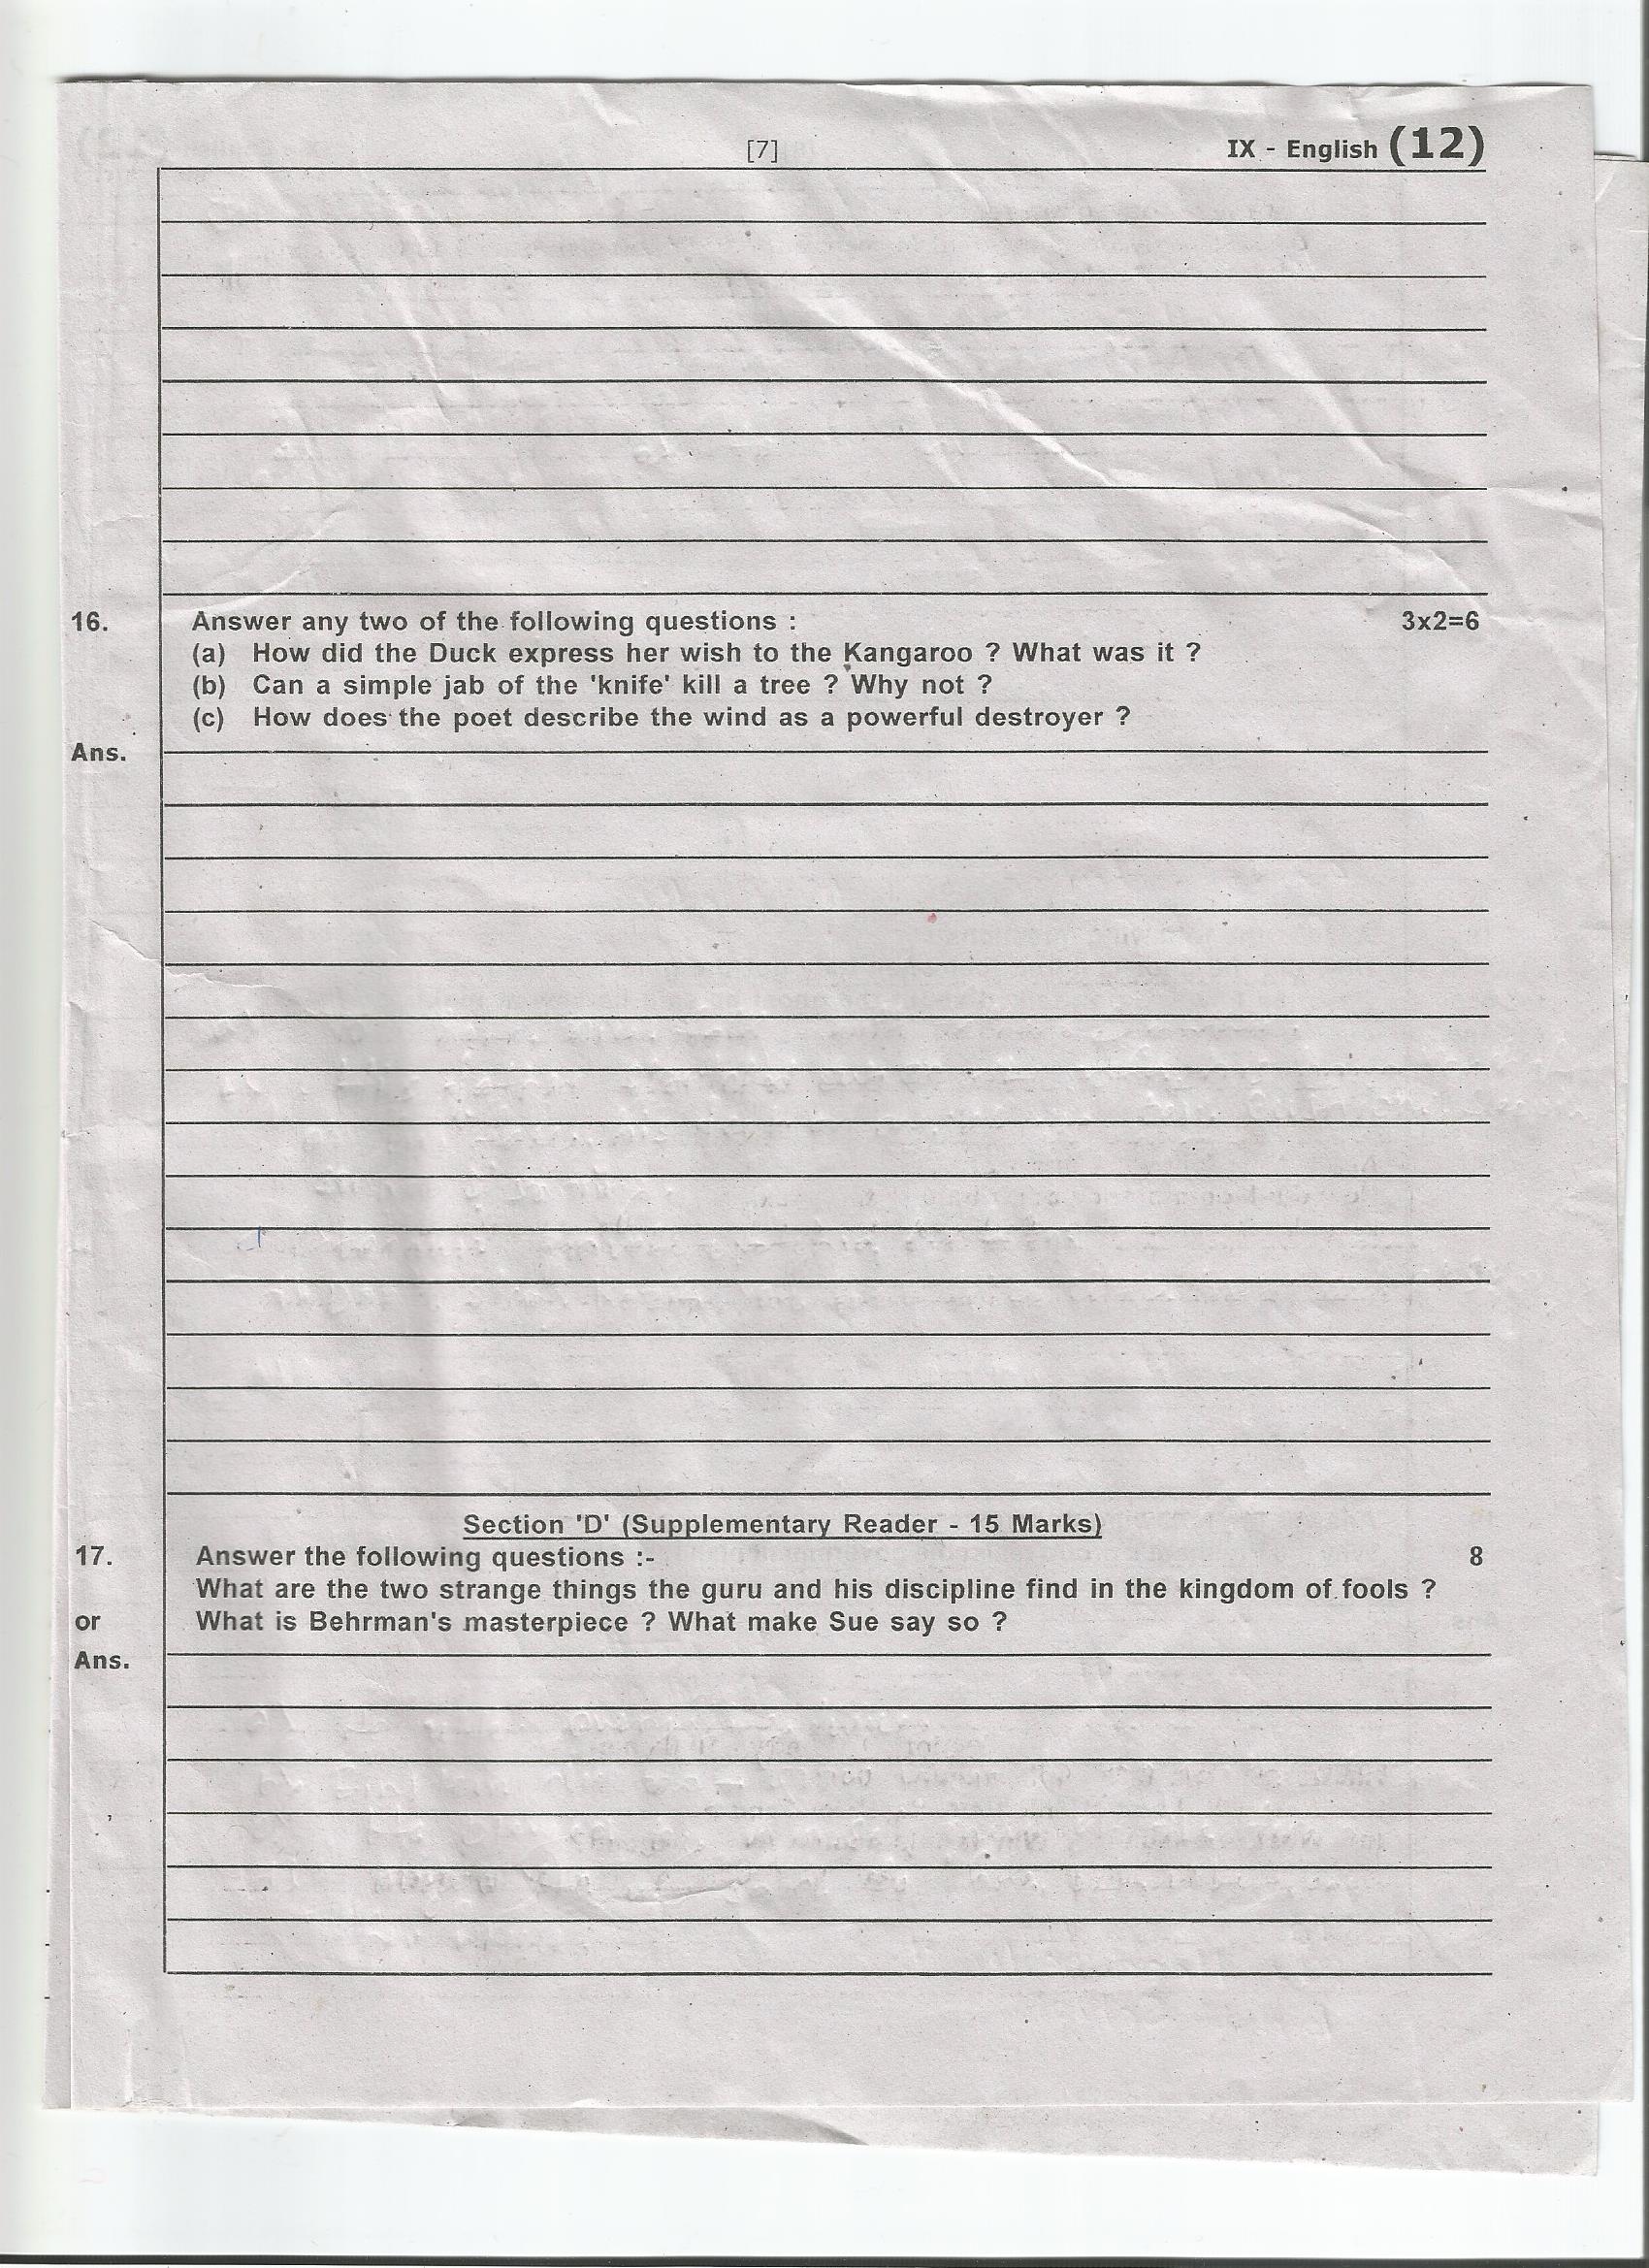 [7] IX - English (12)
16. Answer any two of the following questions : 3x2=6
(a) How did the Duck express her wish to the Kangaroo ? What was it ?
(b) Can a simple jab of the 'knife' kill a tree ? Why not ?
(c) How does the poet describe the wind as a powerful destroyer ?
Ans.
Section 'D' (Supplementary Reader - 15 Marks)
17. Answer the following questions :- 8
What are the two strange things the guru and his discipline find in the kingdom of fools ?
or What is Behrman's masterpiece ? What make Sue say so ?
Ans.